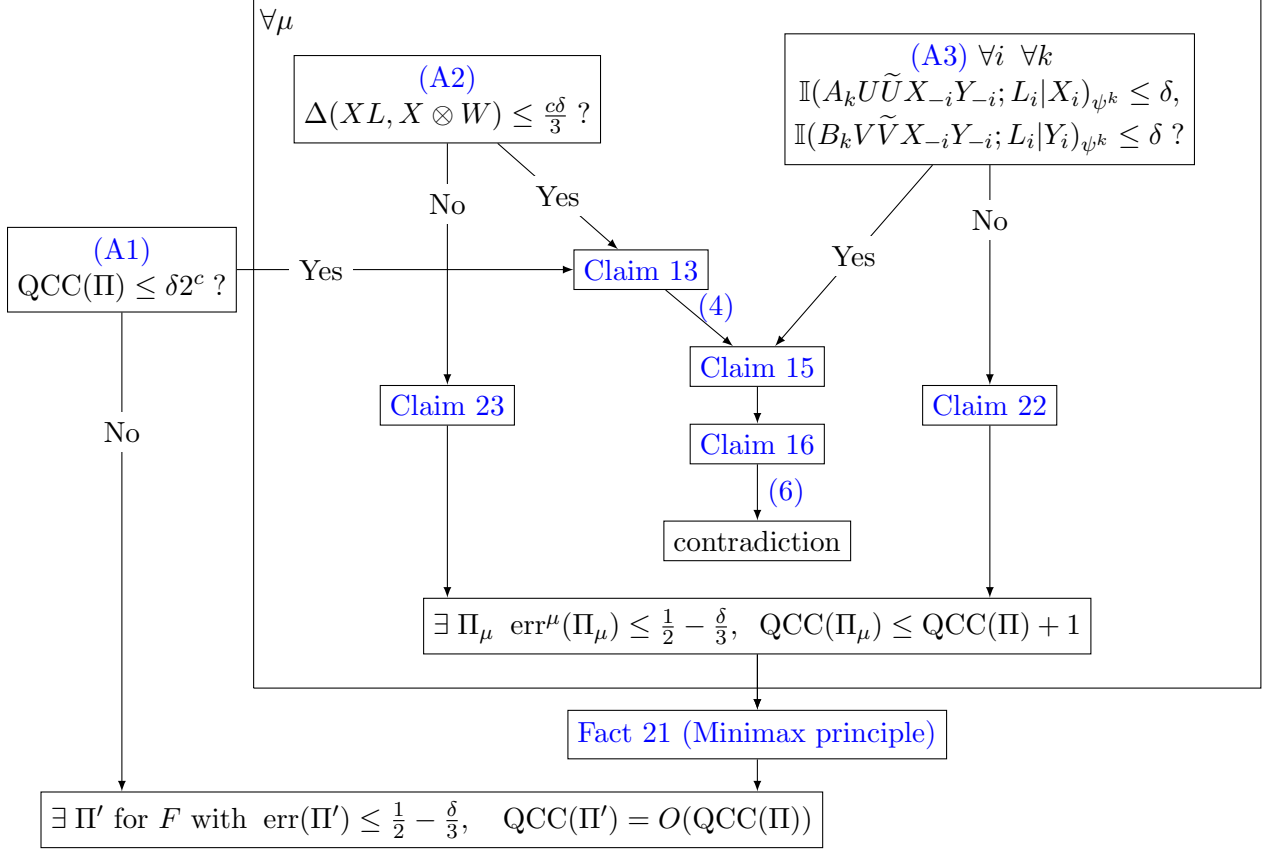 ∀μ
(A2)
Δ(XL, X ⊗ W) ≤ cδ/3 ?
(A3) ∀i ∀k
𝕀(A_k U Ũ X_{−i} Y_{−i}; L_i | X_i)_{ψ^k} ≤ δ,
𝕀(B_k V Ṽ X_{−i} Y_{−i}; L_i | Y_i)_{ψ^k} ≤ δ ?
No
Yes
No
(A1)
QCC(Π) ≤ δ2^c ?
Yes
Claim 13
Yes
(4)
Claim 15
Claim 23
Claim 22
No
Claim 16
(6)
contradiction
∃ Π_μ err^μ(Π_μ) ≤ 1/2 − δ/3, QCC(Π_μ) ≤ QCC(Π) + 1
Fact 21 (Minimax principle)
∃ Π′ for F with err(Π′) ≤ 1/2 − δ/3, QCC(Π′) = O(QCC(Π))